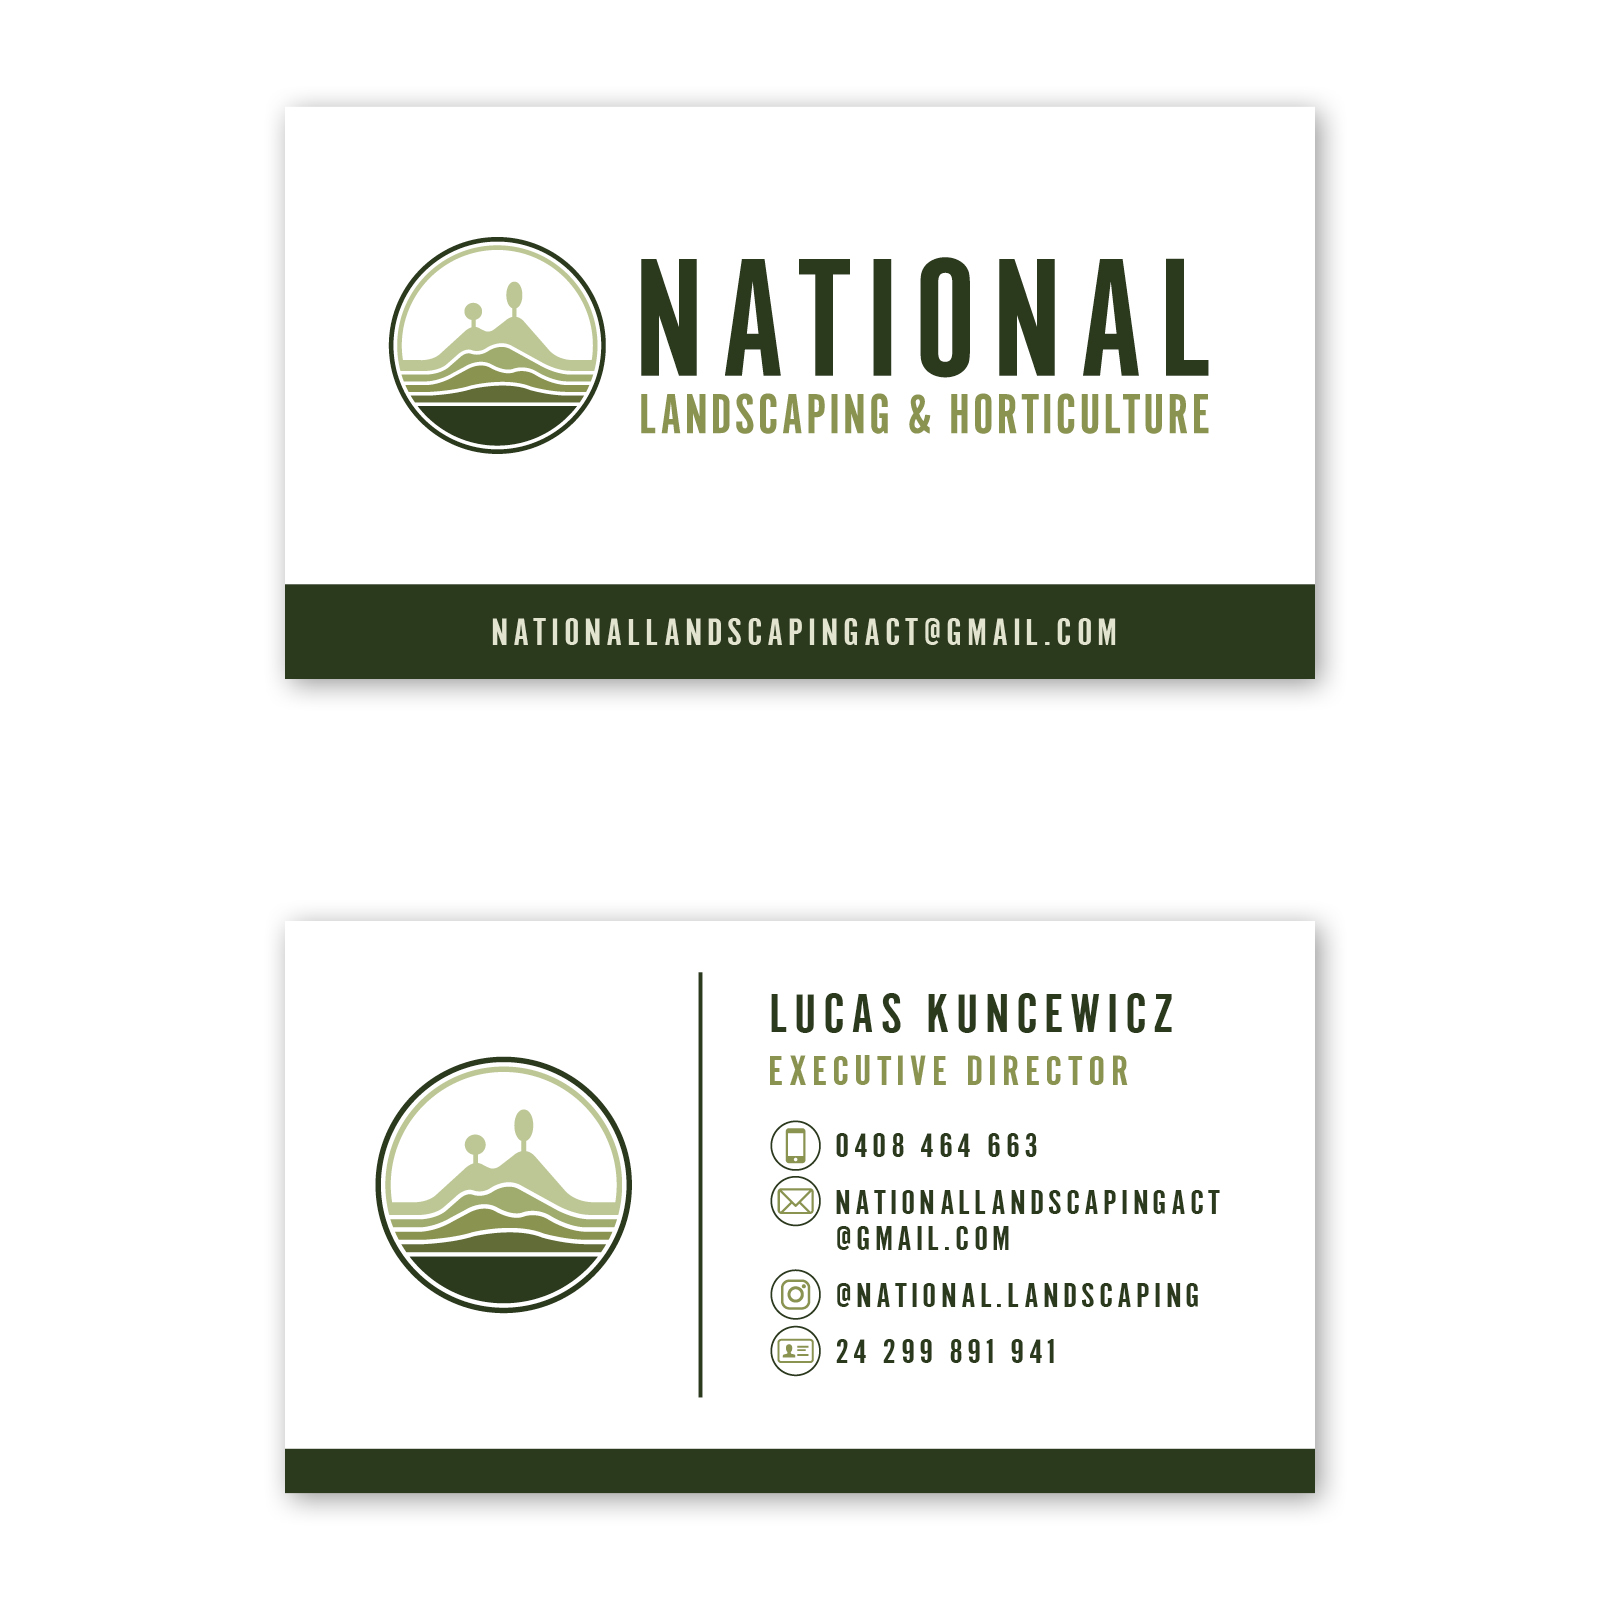 NATIONAL
LANDSCAPING & HORTICULTURE
NATIONALLANDSCAPINGACT@GMAIL.COM
LUCAS KUNCEWICZ
EXECUTIVE DIRECTOR
0408 464 663
NATIONALLANDSCAPINGACT
@GMAIL.COM
@NATIONAL.LANDSCAPING
24 299 891 941